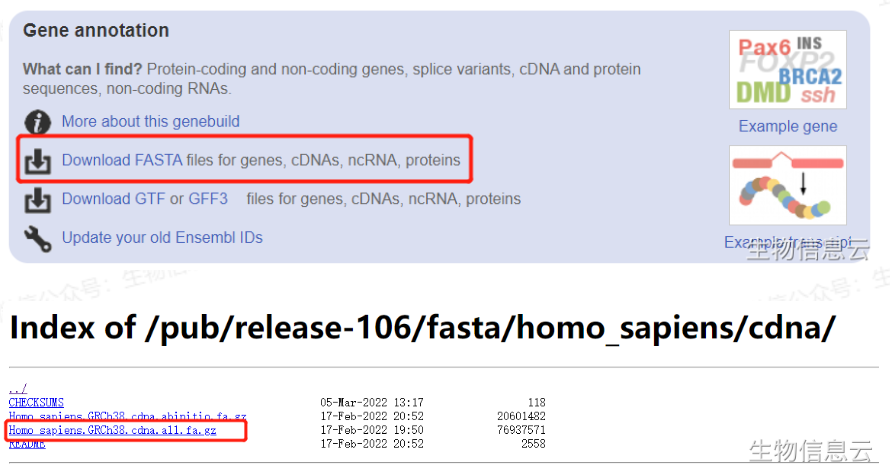 Gene annotation
What can I find? Protein-coding and non-coding genes, splice variants, cDNA and protein
sequences, non-coding RNAs.
More about this genebuild
Download FASTA files for genes, cDNAs, ncRNA, proteins
Download GTF or GFF3 files for genes, cDNAs, ncRNA, proteins
Update your old Ensembl IDs
Pax6 INS
FOXP2
BRCA2
DMD ssh
Example gene
Example transcript
生物信息云
Index of /pub/release-106/fasta/homo_sapiens/cdna/
../
CHECKSUMS 05-Mar-2022 13:17 118
Homo_sapiens.GRCh38.cdna.abinitio.fa.gz 17-Feb-2022 20:52 20601482
Homo_sapiens.GRCh38.cdna.all.fa.gz 17-Feb-2022 19:50 76937571
README 17-Feb-2022 20:52 2558
生物信息云